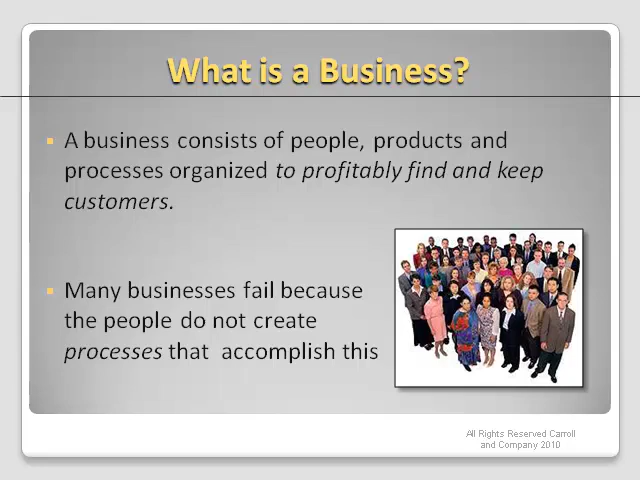 What is a Business?
A business consists of people, products and
processes organized to profitably find and keep
customers.
Many businesses fail because
the people do not create
processes that accomplish this
All Rights Reserved Carroll
and Company 2010